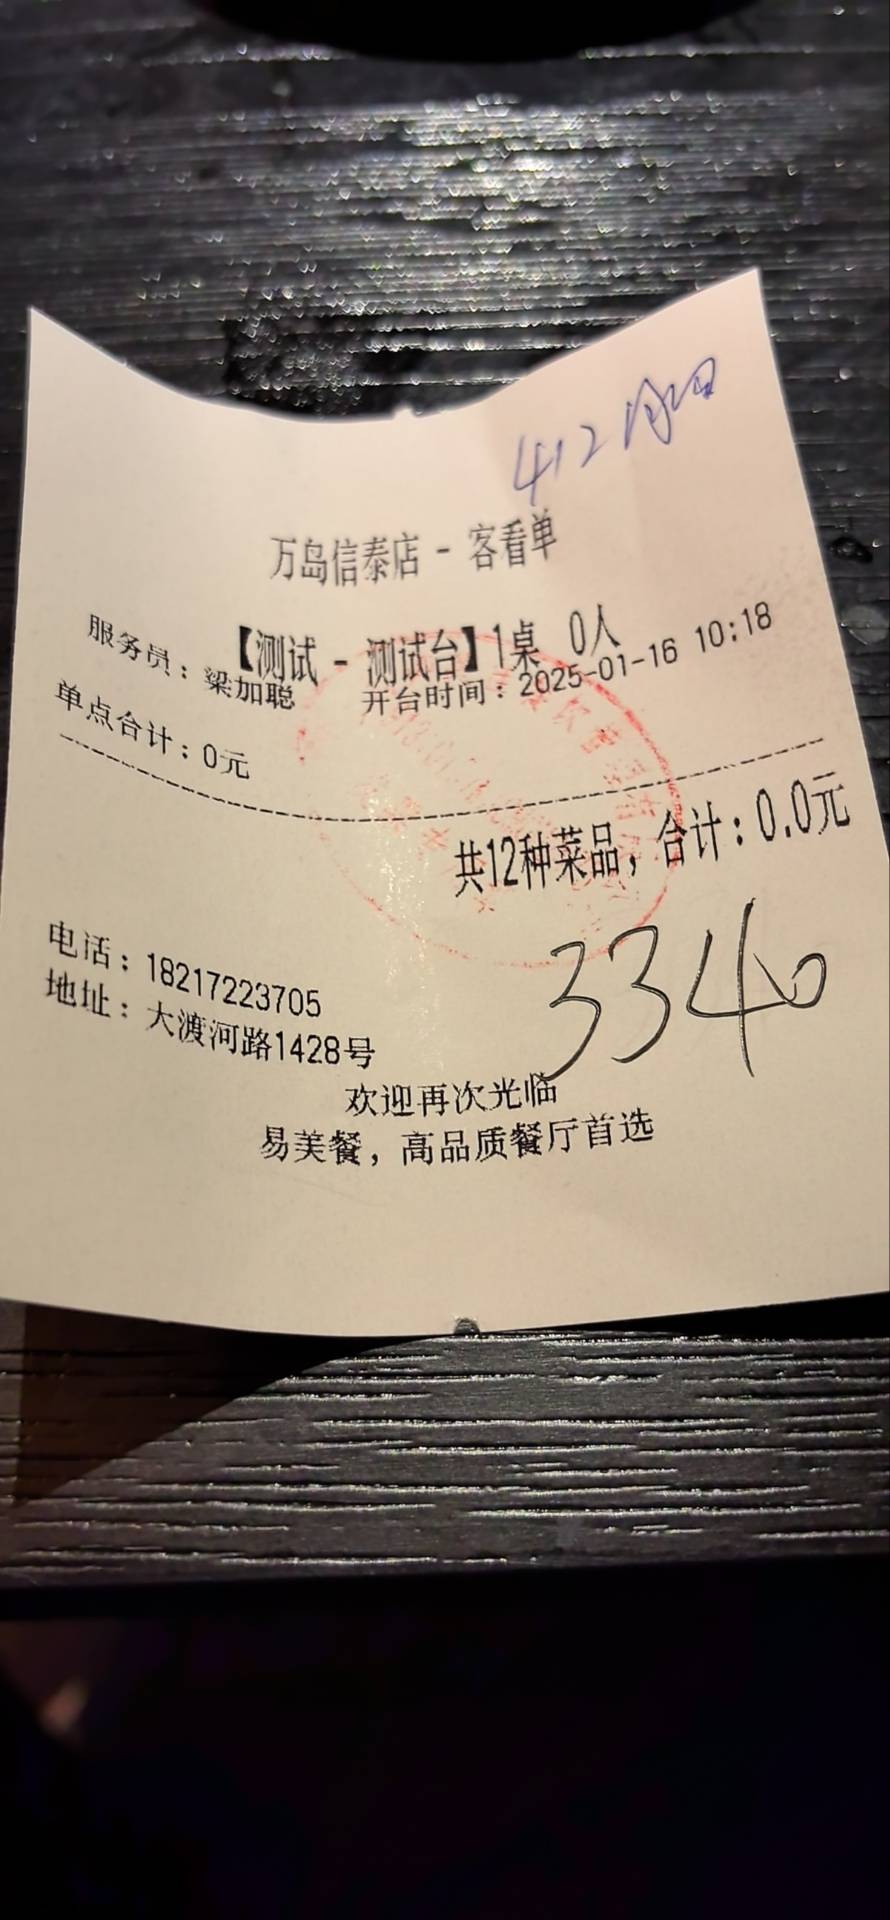 412
万岛信泰店 - 客看单
【测试 - 测试台】1桌 0人
服务员：梁加聪 开台时间：2025-01-16 10:18
单点合计：0元
共12种菜品，合计：0.0元
3340
电话：18217223705
地址：大渡河路1428号
欢迎再次光临
易美餐，高品质餐厅首选